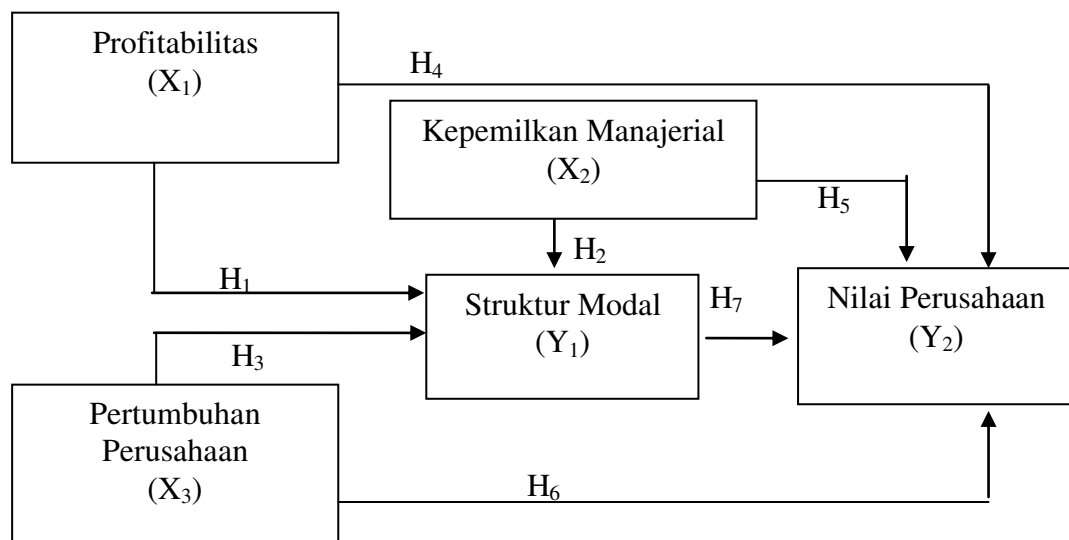 Profitabilitas
(X₁)
H₄
Kepemilkan Manajerial
(X₂)
H₅
H₂
H₁
Struktur Modal
(Y₁)
H₇
Nilai Perusahaan
(Y₂)
H₃
Pertumbuhan
Perusahaan
(X₃)
H₆